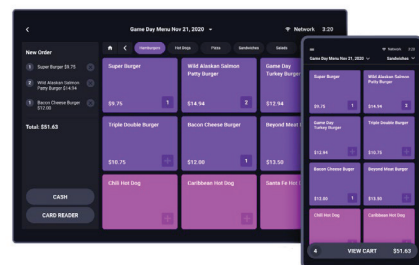 Game Day Menu Nov 21, 2020
Network 3:20
New Order
1 Super Burger $9.75
2 Wild Alaskan Salmon
Patty Burger $14.94
1 Bacon Cheese Burger
$12.00
Total: $51.63
CASH
CARD READER
Hamburgers
Hot Dogs
Pizza
Sandwiches
Salads
Super Burger
$9.75
1
Wild Alaskan Salmon
Patty Burger
$14.94
2
Game Day
Turkey Burger
$12.94
Triple Double Burger
$10.75
Bacon Cheese Burger
$12.00
1
Beyond Meat
$13.50
Chili Hot Dog
Caribbean Hot Dog
Santa Fe Hot
Network 3:20
Game Day Menu Nov 21, 2020
Sandwiches
Super Burger
$9.75
1
Wild Alaskan Salmon
Patty Burger
$14.94
Game Day
Turkey Burger
$12.94
Triple Double Burger
$10.75
Bacon Cheese Burger
$12.00
1
Beyond Meat Burger
$13.50
Chili Hot Dog
Caribbean Hot Dog
4 VIEW CART $51.63